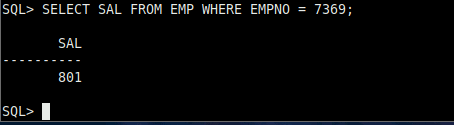 SQL> SELECT SAL FROM EMP WHERE EMPNO = 7369;
SAL
----------
801
SQL>